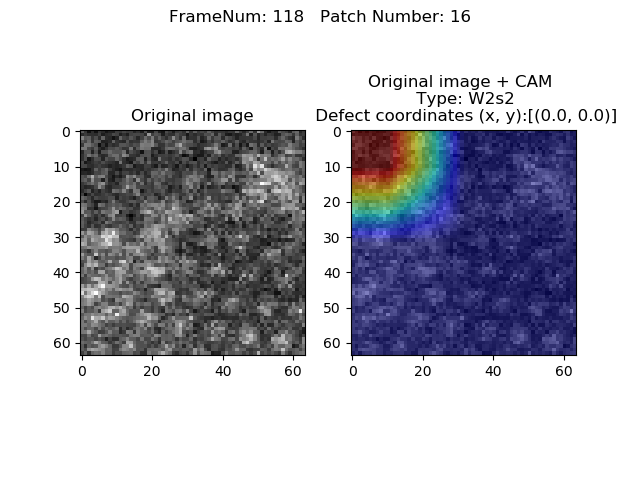 FrameNum: 118   Patch Number: 16
Original image
0
10
20
30
40
50
60
0 20 40 60
Original image + CAM
Type: W2s2
Defect coordinates (x, y):[(0.0, 0.0)]
0
10
20
30
40
50
60
0 20 40 60